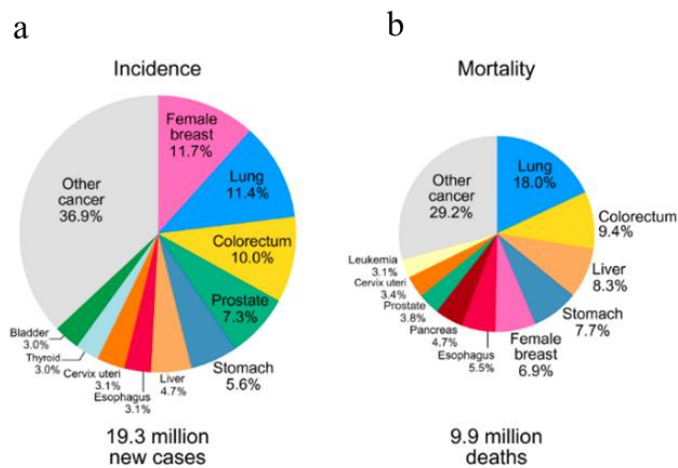 a
Incidence
Female
breast
11.7%
Lung
11.4%
Colorectum
10.0%
Prostate
7.3%
Stomach
5.6%
Liver
4.7%
Esophagus
3.1%
Cervix uteri
3.1%
Thyroid
3.0%
Bladder
3.0%
Other
cancer
36.9%
19.3 million
new cases
b
Mortality
Lung
18.0%
Colorectum
9.4%
Liver
8.3%
Stomach
7.7%
Female
breast
6.9%
Esophagus
5.5%
Pancreas
4.7%
Prostate
3.8%
Cervix uteri
3.4%
Leukemia
3.1%
Other
cancer
29.2%
9.9 million
deaths